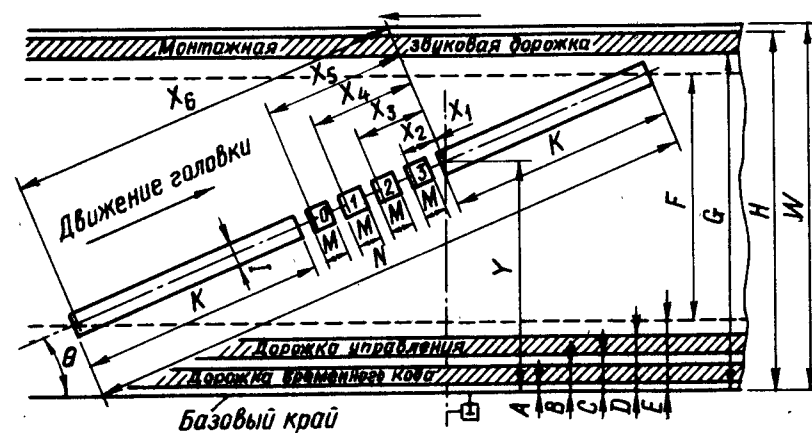 Монтажная звуковая дорожка
X6
X5
X4
X3
X2
X1
Движение головки
0 1 2 3
M M M M
K
K
N
T
Y
F
G
H
W
θ
Дорожка управления
Дорожка временного кода
Базовый край
A B C D E